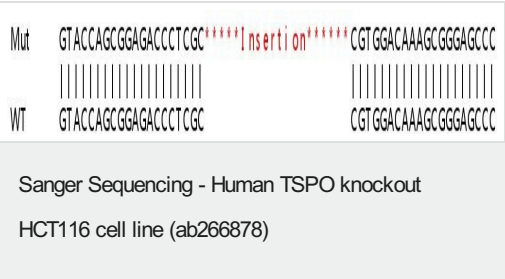 Mut GTACCAGCGGAGACCCTCGC*****Insertion******CGTGGACAAAGCGGGAGCCC
||||||||||||||||||||                   ||||||||||||||||||||
WT GTACCAGCGGAGACCCTCGC CGTGGACAAAGCGGGAGCCC
Sanger Sequencing - Human TSPO knockout
HCT116 cell line (ab266878)